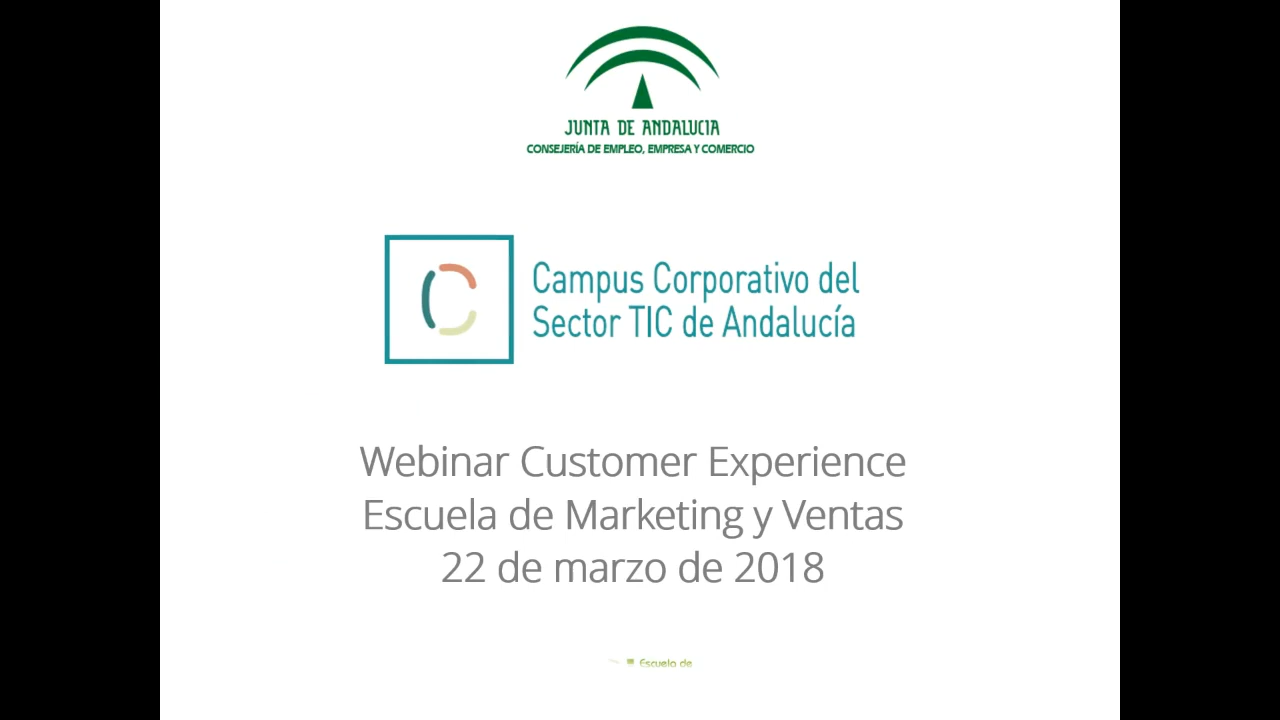 JUNTA DE ANDALUCIA
CONSEJERÍA DE EMPLEO, EMPRESA Y COMERCIO
Campus Corporativo del
Sector TIC de Andalucía
Webinar Customer Experience
Escuela de Marketing y Ventas
22 de marzo de 2018
Escuela de